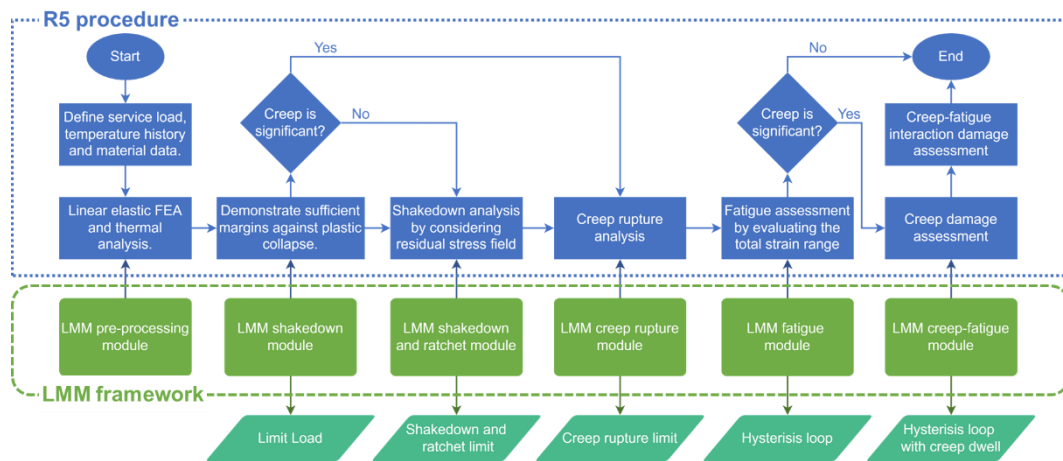 R5 procedure
Start
Yes
No
End
Creep is
significant?
No
Creep is
significant?
Yes
Define service load,
temperature history
and material data.
Creep-fatigue
interaction damage
assessment
Linear elastic FEA
and thermal
analysis.
Demonstrate sufficient
margins against plastic
collapse.
Shakedown analysis
by considering
residual stress field
Creep rupture
analysis
Fatigue assessment
by evaluating the
total strain range
Creep damage
assessment
LMM pre-processing
module
LMM shakedown
module
LMM shakedown
and ratchet module
LMM creep rupture
module
LMM fatigue
module
LMM creep-fatigue
module
LMM framework
Limit Load
Shakedown and
ratchet limit
Creep rupture limit
Hysterisis loop
Hysterisis loop
with creep dwell